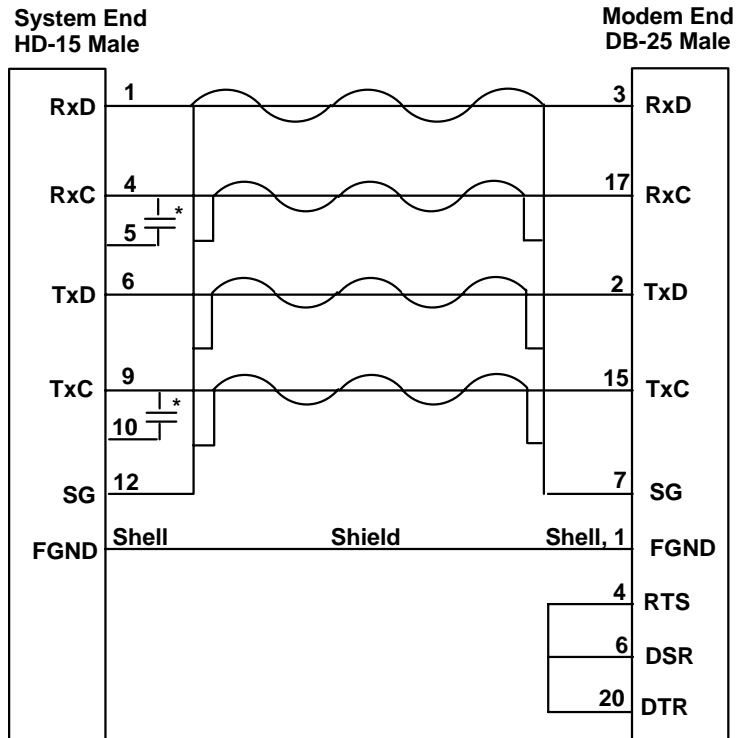 System End
HD-15 Male
Modem End
DB-25 Male
RxD 1 3 RxD
RxC 4 17 RxC
*
5
TxD 6 2 TxD
TxC 9 15 TxC
*
10
SG 12 7 SG
FGND Shell Shield Shell, 1 FGND
4 RTS
6 DSR
20 DTR